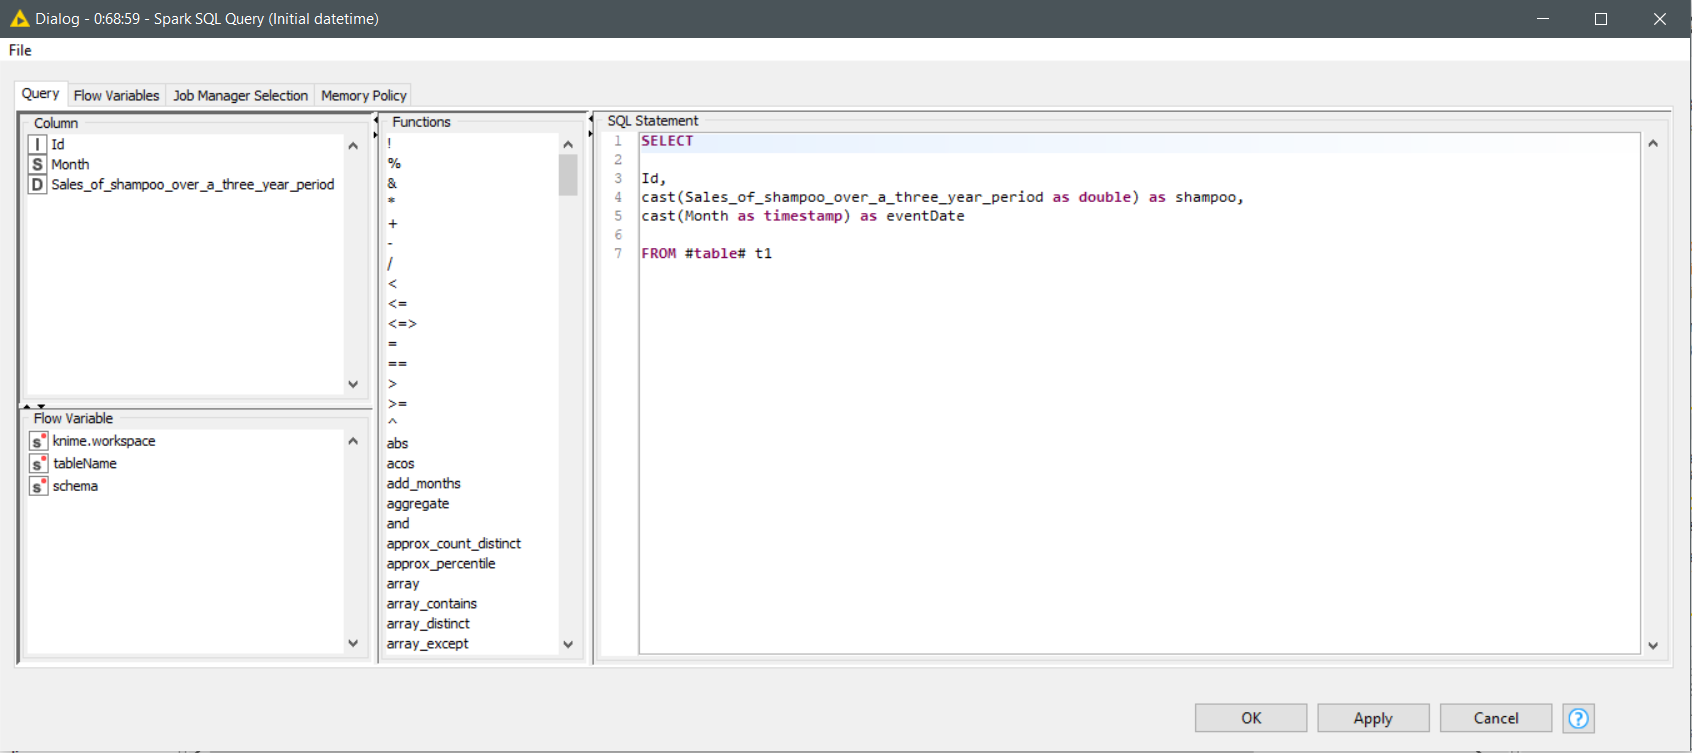 Dialog - 0:68:59 - Spark SQL Query (Initial datetime)
File
Query
Flow Variables
Job Manager Selection
Memory Policy
Column
I Id
S Month
D Sales_of_shampoo_over_a_three_year_period
Flow Variable
s knime.workspace
s tableName
s schema
Functions
!
%
&
*
+
-
/
<
<=
<=>
=
==
>
>=
^
abs
acos
add_months
aggregate
and
approx_count_distinct
approx_percentile
array
array_contains
array_distinct
array_except
SQL Statement
1 SELECT
2
3 Id,
4 cast(Sales_of_shampoo_over_a_three_year_period as double) as shampoo,
5 cast(Month as timestamp) as eventDate
6
7 FROM #table# t1
OK
Apply
Cancel
?